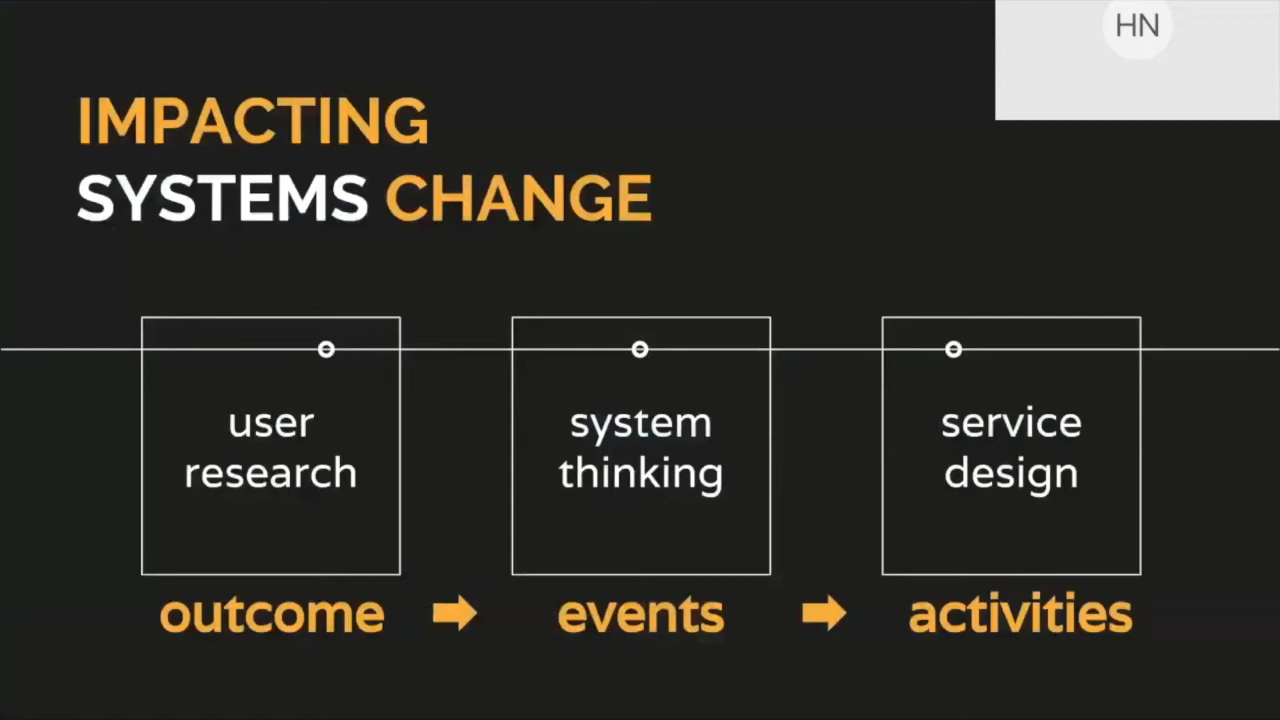 HN
IMPACTING
SYSTEMS CHANGE
user
research
system
thinking
service
design
outcome
events
activities